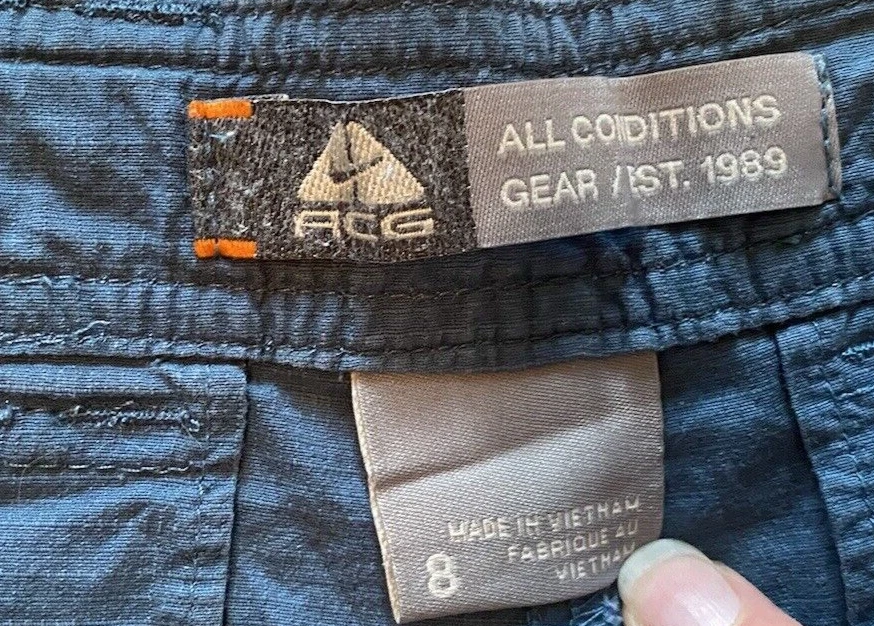 ACG
ALL CONDITIONS
GEAR / EST. 1989
MADE IN VIETNAM
FABRIQUE AU
VIETNAM
8